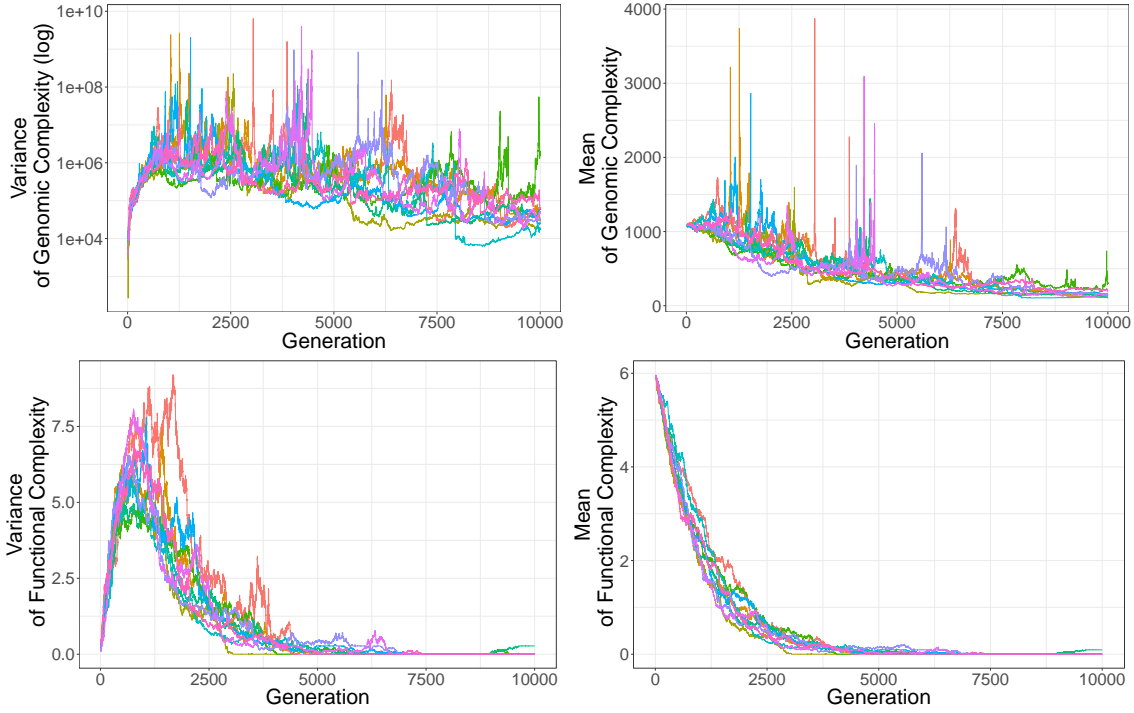 Variance
of Genomic Complexity (log)
1e+10
1e+08
1e+06
1e+04
0 2500 5000 7500 10000
Generation
Mean
of Genomic Complexity
4000
3000
2000
1000
0
0 2500 5000 7500 10000
Generation
Variance
of Functional Complexity
7.5
5.0
2.5
0.0
0 2500 5000 7500 10000
Generation
Mean
of Functional Complexity
6
4
2
0
0 2500 5000 7500 10000
Generation